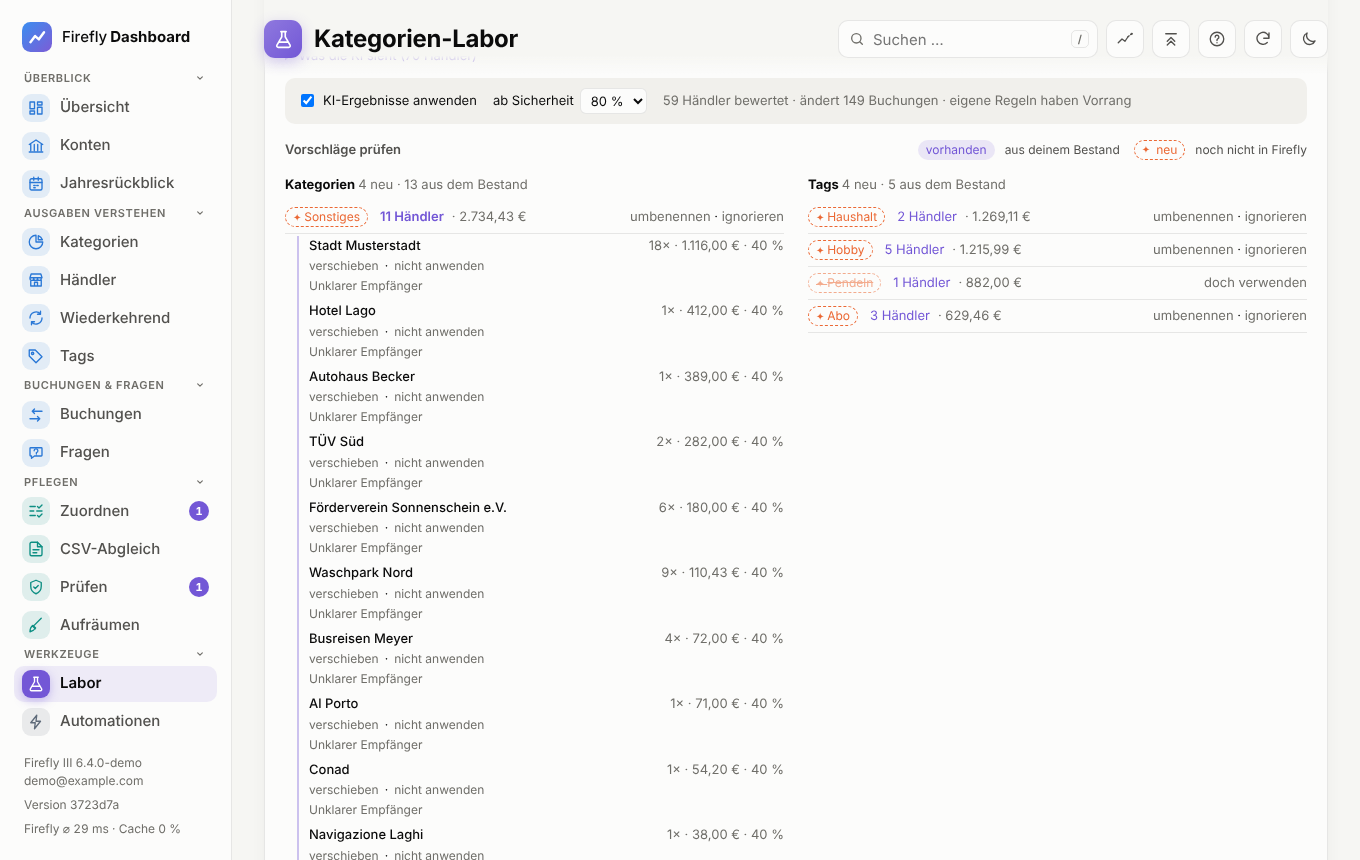 Firefly Dashboard
ÜBERBLICK
Übersicht
Konten
Jahresrückblick
AUSGABEN VERSTEHEN
Kategorien
Händler
Wiederkehrend
Tags
BUCHUNGEN & FRAGEN
Buchungen
Fragen
PFLEGEN
Zuordnen 1
CSV-Abgleich
Prüfen 1
Aufräumen
WERKZEUGE
Labor
Automationen
Firefly III 6.4.0-demo
demo@example.com
Version 3723d7a
Firefly ⌀ 29 ms · Cache 0 %
Kategorien-Labor
Suchen ... /
KI-Ergebnisse anwenden ab Sicherheit 80 % 59 Händler bewertet · ändert 149 Buchungen · eigene Regeln haben Vorrang
Vorschläge prüfen vorhanden aus deinem Bestand + neu noch nicht in Firefly
Kategorien 4 neu · 13 aus dem Bestand
+ Sonstiges 11 Händler · 2.734,43 € umbenennen · ignorieren
Stadt Musterstadt 18× · 1.116,00 € · 40 %
verschieben · nicht anwenden
Unklarer Empfänger
Hotel Lago 1× · 412,00 € · 40 %
verschieben · nicht anwenden
Unklarer Empfänger
Autohaus Becker 1× · 389,00 € · 40 %
verschieben · nicht anwenden
Unklarer Empfänger
TÜV Süd 2× · 282,00 € · 40 %
verschieben · nicht anwenden
Unklarer Empfänger
Förderverein Sonnenschein e.V. 6× · 180,00 € · 40 %
verschieben · nicht anwenden
Unklarer Empfänger
Waschpark Nord 9× · 110,43 € · 40 %
verschieben · nicht anwenden
Unklarer Empfänger
Busreisen Meyer 4× · 72,00 € · 40 %
verschieben · nicht anwenden
Unklarer Empfänger
Al Porto 1× · 71,00 € · 40 %
verschieben · nicht anwenden
Unklarer Empfänger
Conad 1× · 54,20 € · 40 %
verschieben · nicht anwenden
Unklarer Empfänger
Navigazione Laghi 1× · 38,00 € · 40 %
verschieben · nicht anwenden
Tags 4 neu · 5 aus dem Bestand
+ Haushalt 2 Händler · 1.269,11 € umbenennen · ignorieren
+ Hobby 5 Händler · 1.215,99 € umbenennen · ignorieren
+ Pendeln 1 Händler · 882,00 € doch verwenden
+ Abo 3 Händler · 629,46 € umbenennen · ignorieren